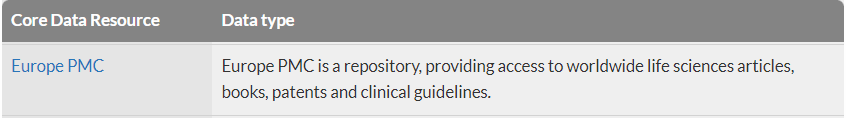 Core Data Resource Data type
Europe PMC Europe PMC is a repository, providing access to worldwide life sciences articles,
books, patents and clinical guidelines.